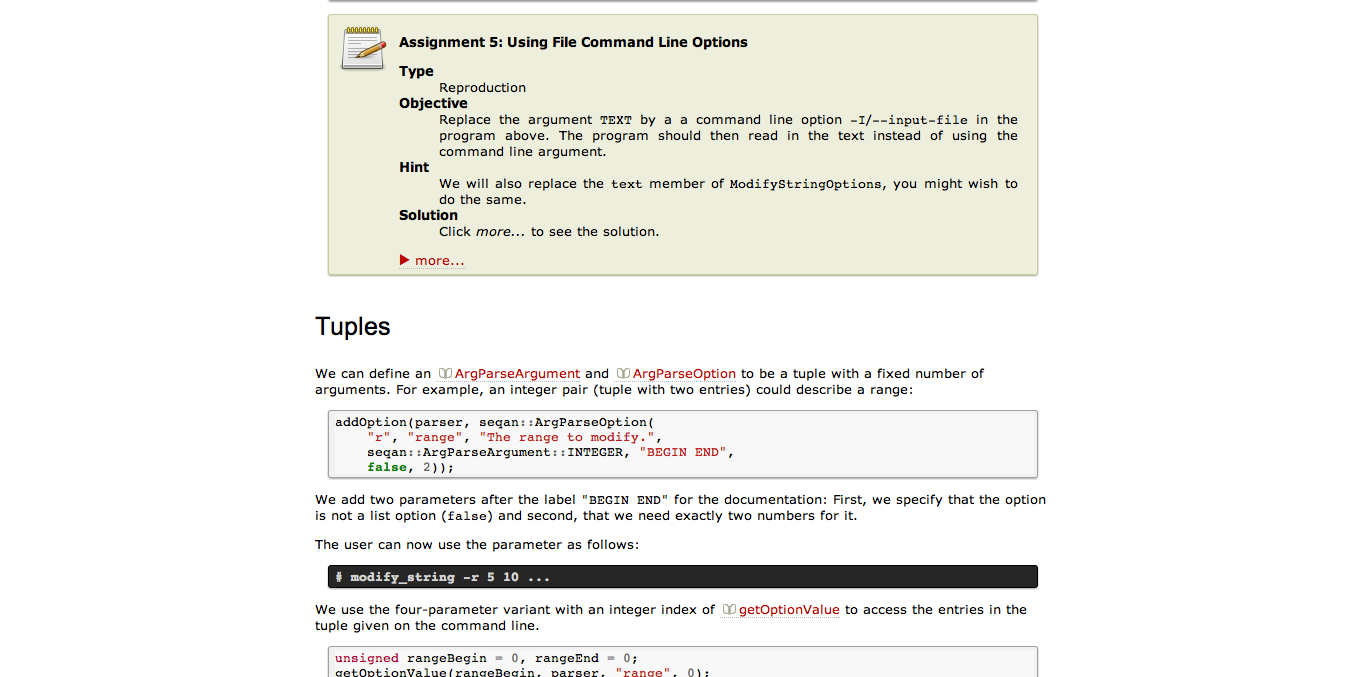 Assignment 5: Using File Command Line Options
Type
Reproduction
Objective
Replace the argument TEXT by a a command line option -I/--input-file in the
program above. The program should then read in the text instead of using the
command line argument.
Hint
We will also replace the text member of ModifyStringOptions, you might wish to
do the same.
Solution
Click more... to see the solution.
more...
Tuples
We can define an ArgParseArgument and ArgParseOption to be a tuple with a fixed number of
arguments. For example, an integer pair (tuple with two entries) could describe a range:
addOption(parser, seqan::ArgParseOption(
"r", "range", "The range to modify.",
seqan::ArgParseArgument::INTEGER, "BEGIN END",
false, 2));
We add two parameters after the label "BEGIN END" for the documentation: First, we specify that the option
is not a list option (false) and second, that we need exactly two numbers for it.
The user can now use the parameter as follows:
# modify_string -r 5 10 ...
We use the four-parameter variant with an integer index of getOptionValue to access the entries in the
tuple given on the command line.
unsigned rangeBegin = 0, rangeEnd = 0;
getOptionValue(rangeBegin, parser, "range", 0);